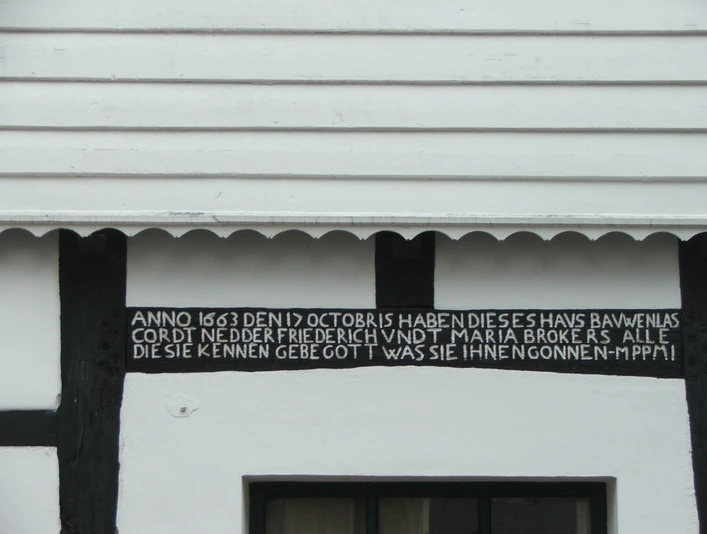 ANNO 1663 DEN 17 OCTOBRIS HABEN DIESES HAVS BAVWEN LAS
CORDT NEDDERFRIEDERICH VNDT MARIA BROKERS ALLE
DIE SIE KENNEN GEBE GOTT WAS SIE IHNEN GONNEN-MPPMI